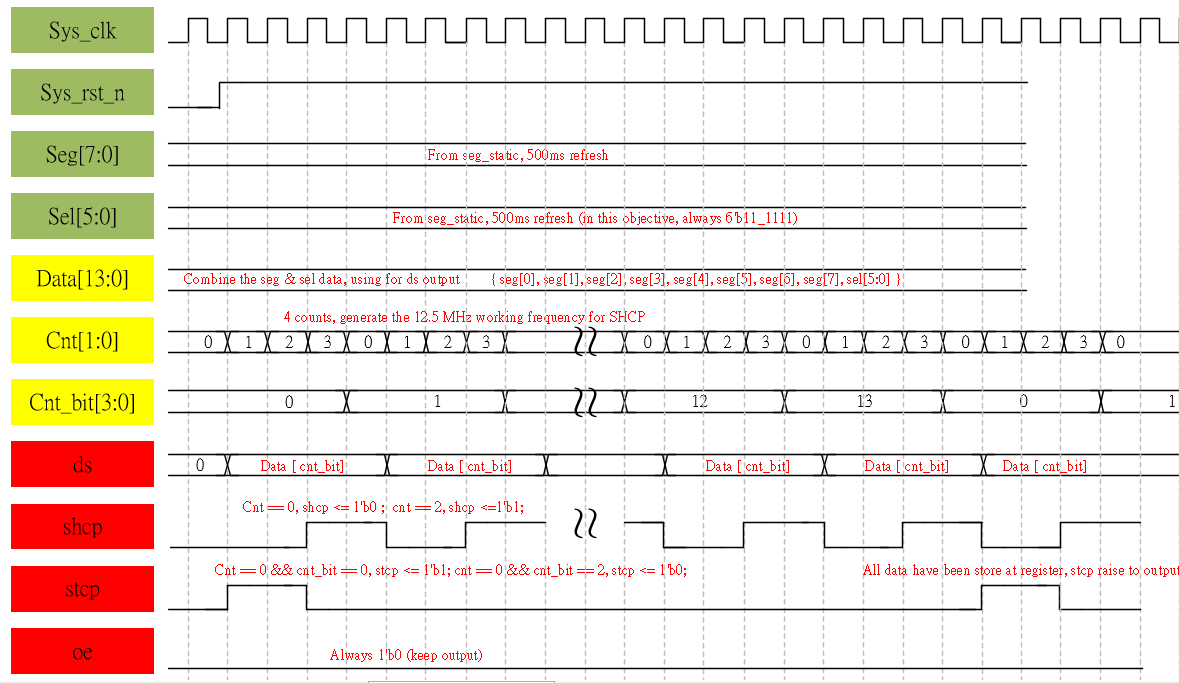 Sys_clk
Sys_rst_n
Seg[7:0]
From seg_static, 500ms refresh
Sel[5:0]
From seg_static, 500ms refresh (in this objective, always 6'b11_1111)
Data[13:0]
Combine the seg & sel data, using for ds output { seg[0], seg[1], seg[2], seg[3], seg[4], seg[5], seg[6], seg[7], sel[5:0] }
4 counts, generate the 12.5 MHz working frequency for SHCP
Cnt[1:0]
0 1 2 3 0 1 2 3 0 1 2 3 0 1 2 3 0 1 2 3 0
Cnt_bit[3:0]
0 1 12 13 0 1
ds
0 Data [ cnt_bit] Data [ cnt_bit] Data [ cnt_bit] Data [ cnt_bit] Data [ cnt_bit]
Cnt == 0, shcp <= 1'b0 ; cnt == 2, shcp <=1'b1;
shcp
Cnt == 0 && cnt_bit == 0, stcp <= 1'b1; cnt == 0 && cnt_bit == 2, stcp <= 1'b0;
All data have been store at register, stcp raise to output
stcp
oe
Always 1'b0 (keep output)